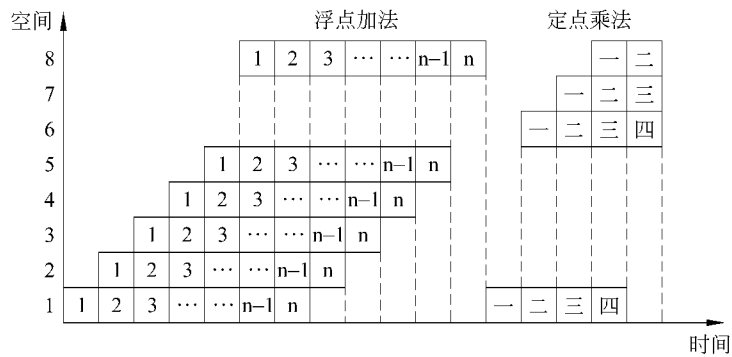 空间 浮点加法 定点乘法
8 1 2 3 ··· ··· n–1 n 一 二
7 一 二 三
6 一 二 三 四
5 1 2 3 ··· ··· n–1 n
4 1 2 3 ··· ··· n–1 n
3 1 2 3 ··· ··· n–1 n
2 1 2 3 ··· ··· n–1 n
1 1 2 3 ··· ··· n–1 n 一 二 三 四
时间